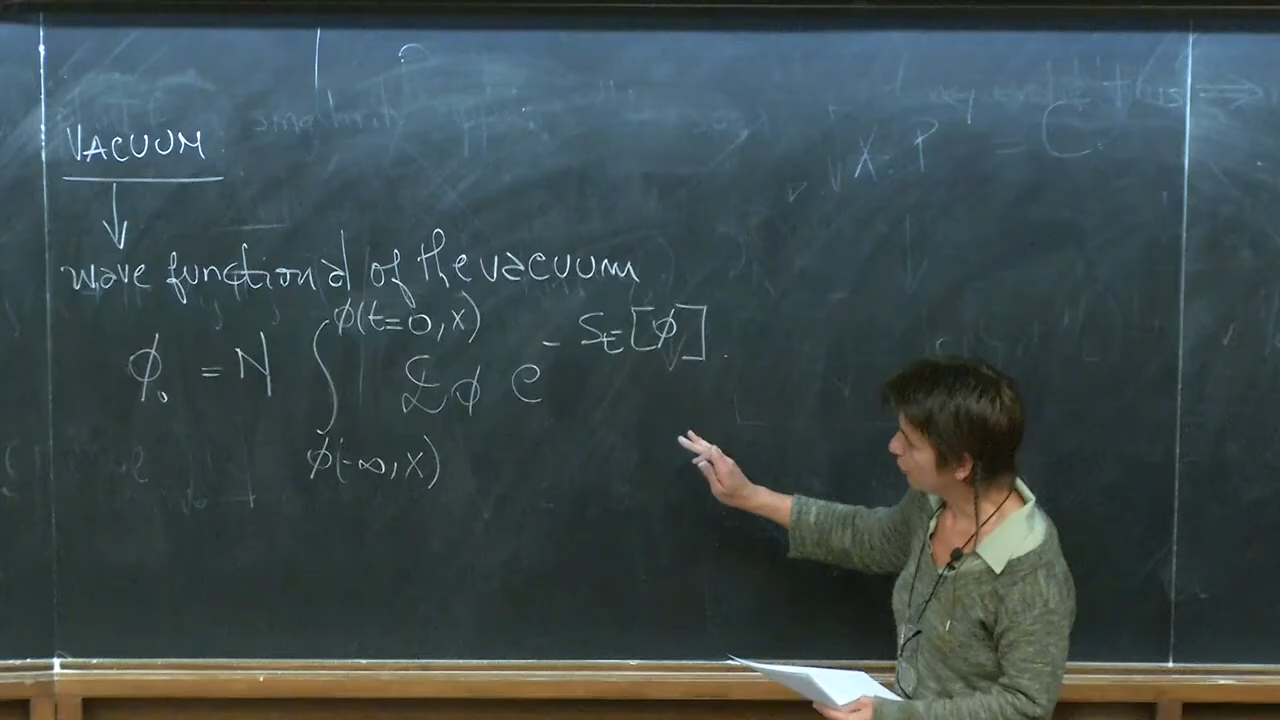 VACUUM
↓
wave functional of the vacuum
ϕ₀ = N ∫_{ϕ(-∞,x)}^{ϕ(t=0,x)} 𝒟ϕ e^{-S_E[ϕ]}
X P = C